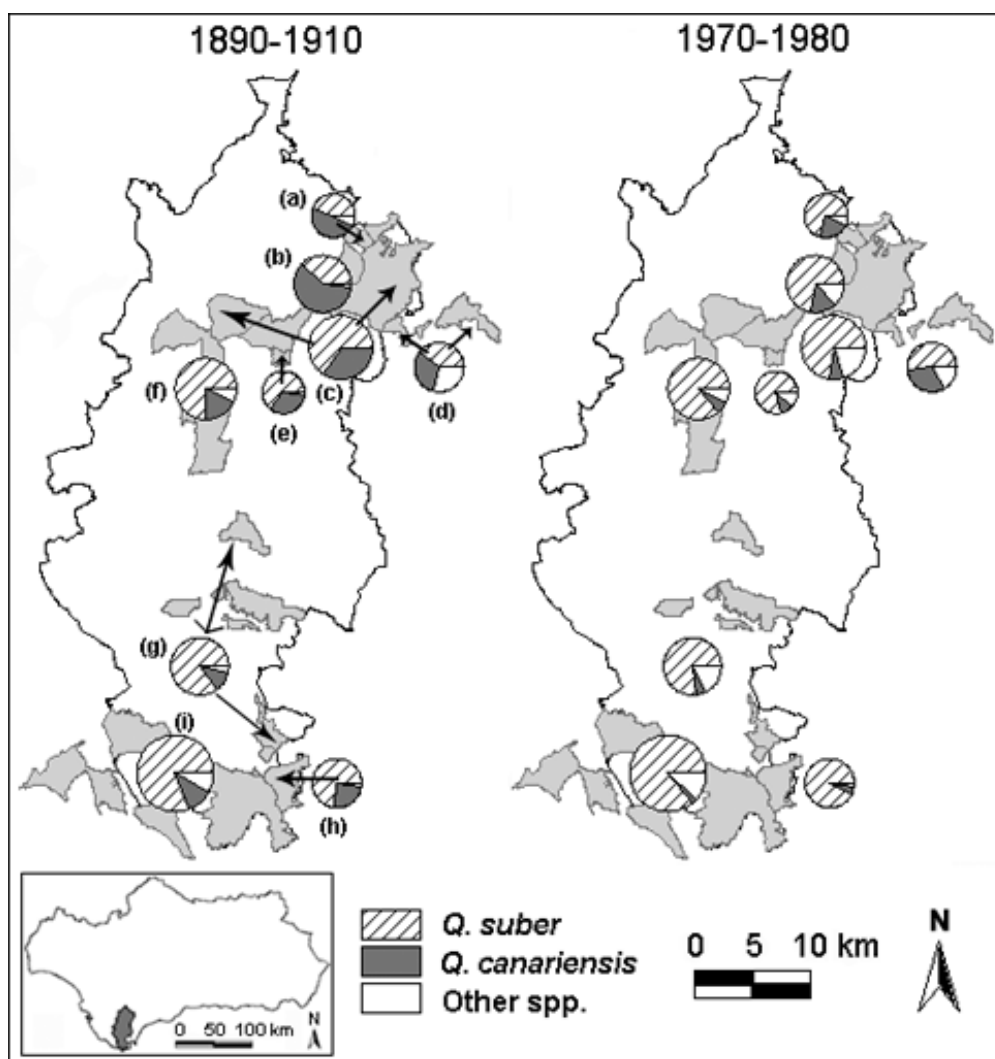 1890-1910
1970-1980
(a)
(b)
(c)
(d)
(e)
(f)
(g)
(h)
(i)
Q. suber
Q. canariensis
Other spp.
0 5 10 km
N
0 50 100 km
N